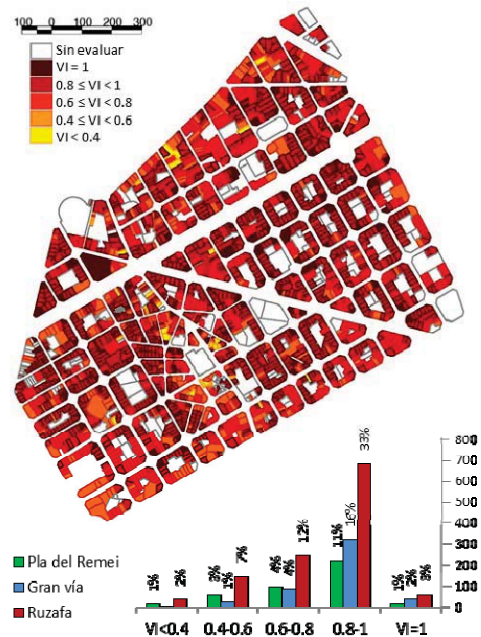 100 0 100 200 300
Sin evaluar
VI = 1
0.8 ≤ VI < 1
0.6 ≤ VI < 0.8
0.4 ≤ VI < 0.6
VI < 0.4
800
700
600
500
400
300
200
100
0
1% 2% 3% 1% 7% 4% 4% 12% 11% 16% 33% 1% 2% 3%
Pla del Remei
Gran vía
Ruzafa
VI<0.4 0.4-0.6 0.6-0.8 0.8-1 VI=1